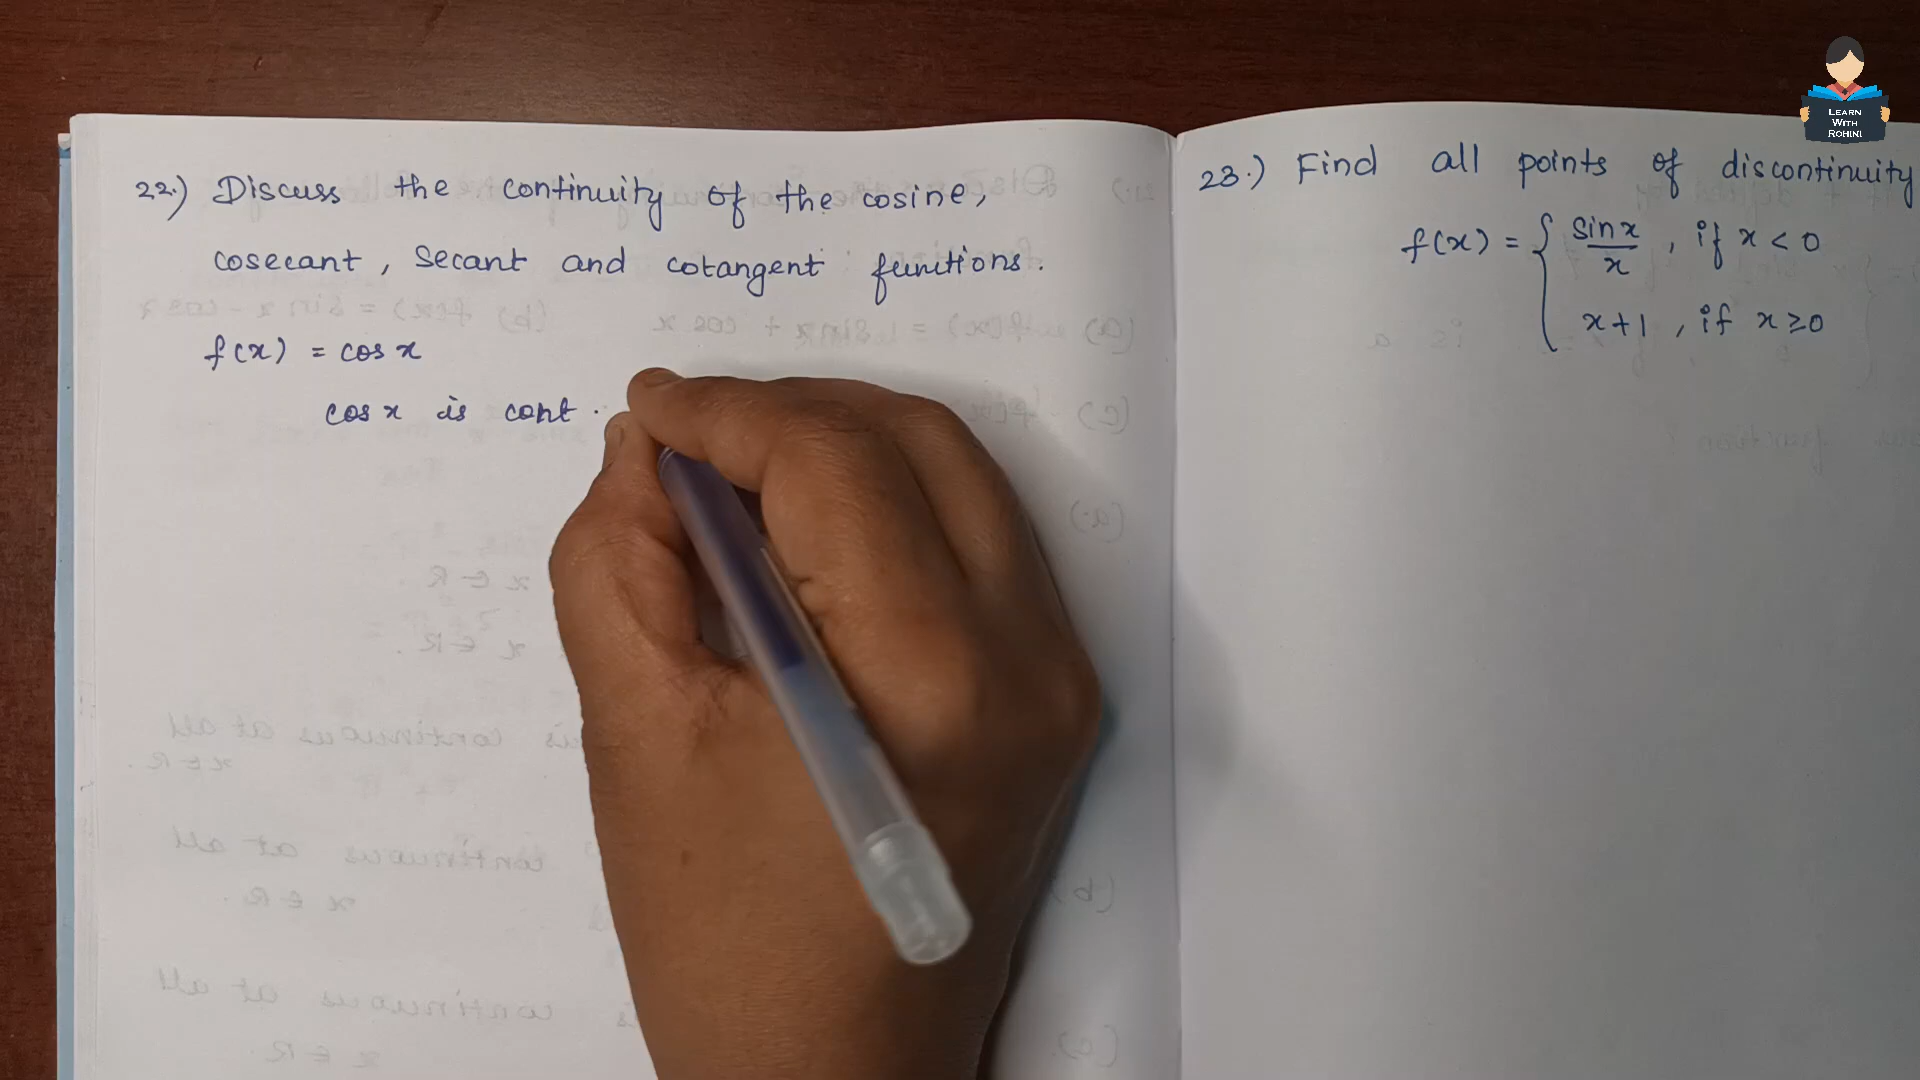 22.) Discuss the continuity of the cosine,
cosecant, secant and cotangent functions.
f(x) = cos x
cos x is cont.
23.) Find all points of discontinuity
f(x) = { sin x / x , if x < 0
x+1 , if x ≥ 0
LEARN
WITH
ROHINI